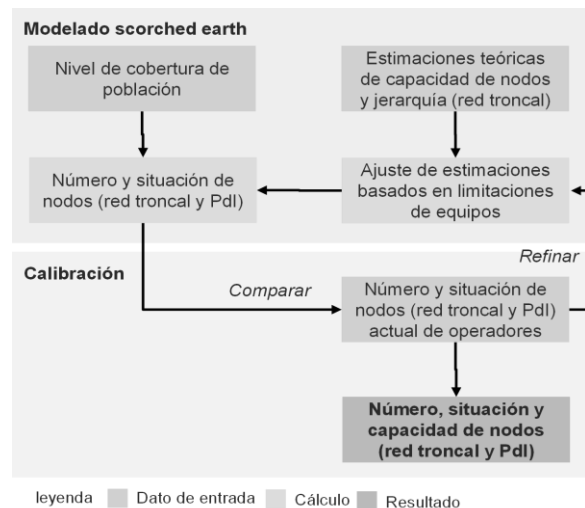 Modelado scorched earth
Nivel de cobertura de
población
Estimaciones teóricas
de capacidad de nodos
y jerarquía (red troncal)
Número y situación de
nodos (red troncal y PdI)
Ajuste de estimaciones
basados en limitaciones
de equipos
Calibración
Refinar
Comparar
Número y situación de
nodos (red troncal y PdI)
actual de operadores
Número, situación y
capacidad de nodos
(red troncal y PdI)
leyenda Dato de entrada Cálculo Resultado